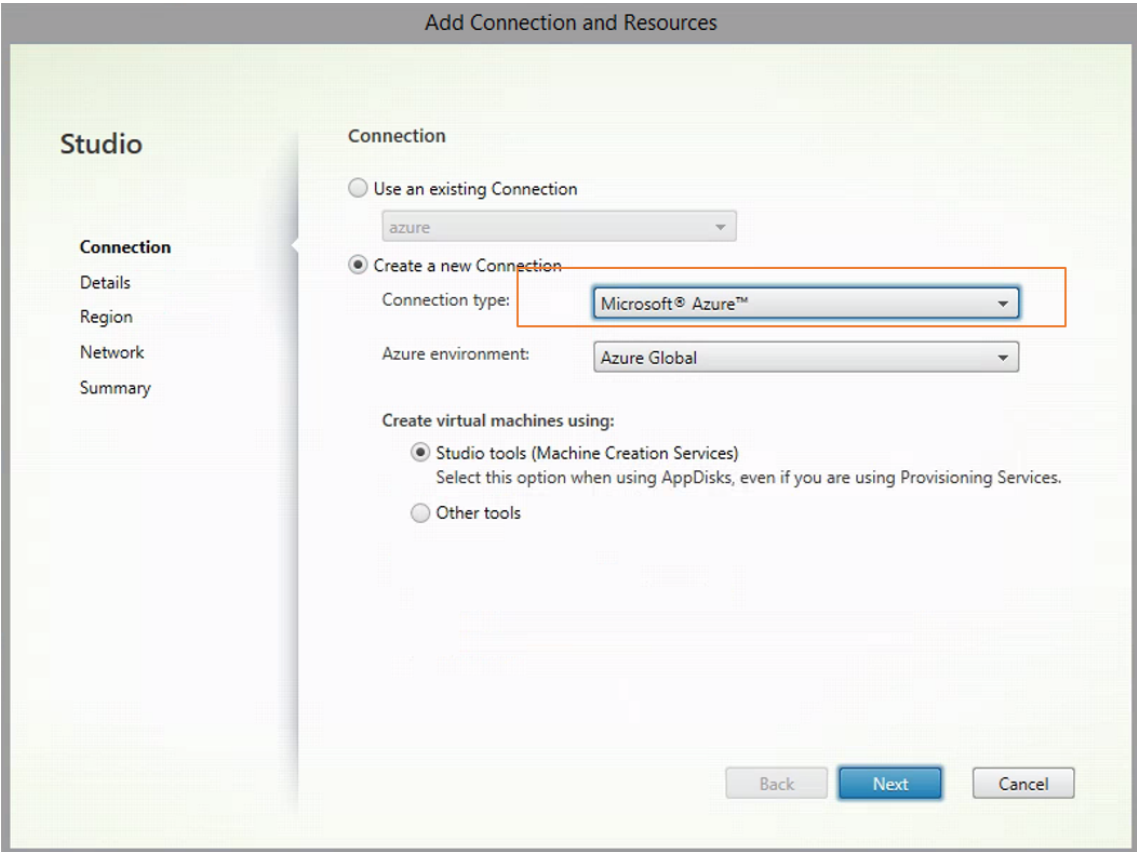 Add Connection and Resources
Studio
Connection
Details
Region
Network
Summary
Connection
Use an existing Connection
azure
Create a new Connection
Connection type: Microsoft® Azure™
Azure environment: Azure Global
Create virtual machines using:
Studio tools (Machine Creation Services)
Select this option when using AppDisks, even if you are using Provisioning Services.
Other tools
Back Next Cancel